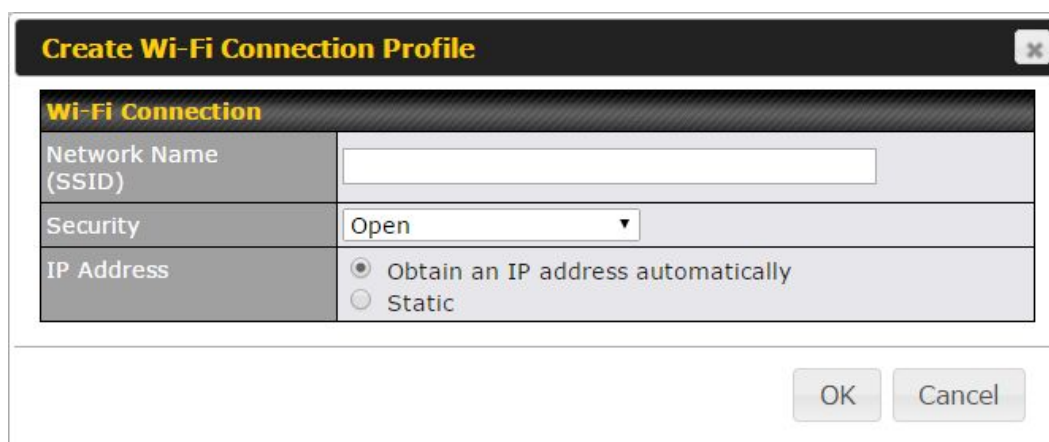 Create Wi-Fi Connection Profile
Wi-Fi Connection
Network Name
(SSID)
Security
Open
IP Address
Obtain an IP address automatically
Static
OK
Cancel